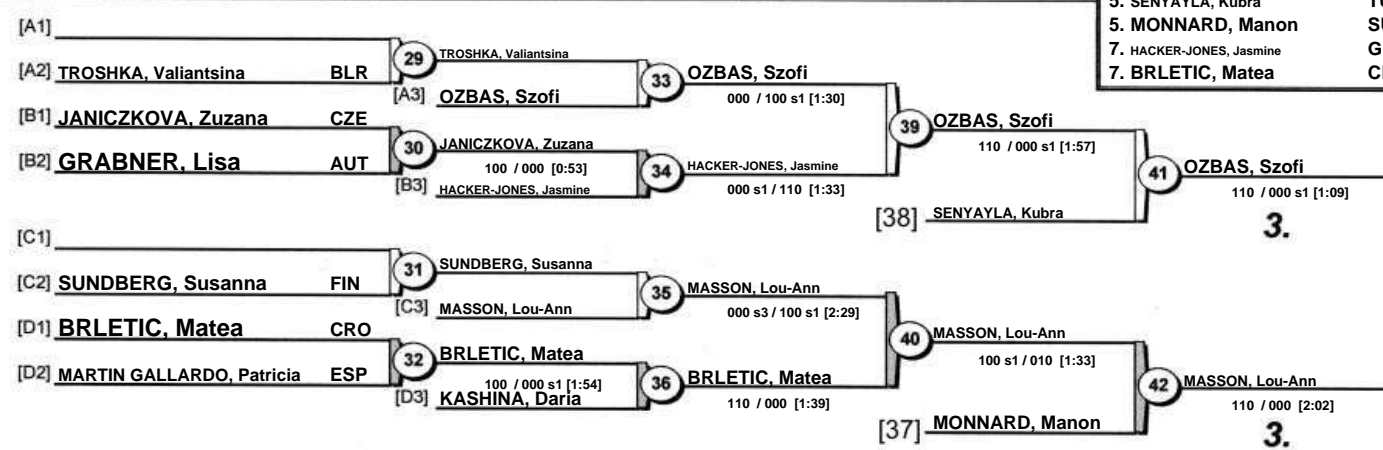 5. SENYAYLA, Kubra
5. MONNARD, Manon
7. HACKER-JONES, Jasmine
7. BRLETIC, Matea
[A1]
[A2] TROSHKA, Valiantsina BLR
29
TROSHKA, Valiantsina
[A3] OZBAS, Szofi
33
OZBAS, Szofi
000 / 100 s1 [1:30]
[B1] JANICZKOVA, Zuzana CZE
[B2] GRABNER, Lisa AUT
30
JANICZKOVA, Zuzana
100 / 000 [0:53]
[B3] HACKER-JONES, Jasmine
34
HACKER-JONES, Jasmine
000 s1 / 110 [1:33]
39
OZBAS, Szofi
110 / 000 s1 [1:57]
[38] SENYAYLA, Kubra
41
OZBAS, Szofi
110 / 000 s1 [1:09]
3.
[C1]
[C2] SUNDBERG, Susanna FIN
31
SUNDBERG, Susanna
[C3] MASSON, Lou-Ann
35
MASSON, Lou-Ann
000 s3 / 100 s1 [2:29]
[D1] BRLETIC, Matea CRO
[D2] MARTIN GALLARDO, Patricia ESP
32
BRLETIC, Matea
100 / 000 s1 [1:54]
[D3] KASHINA, Daria
36
BRLETIC, Matea
110 / 000 [1:39]
40
MASSON, Lou-Ann
100 s1 / 010 [1:33]
[37] MONNARD, Manon
42
MASSON, Lou-Ann
110 / 000 [2:02]
3.